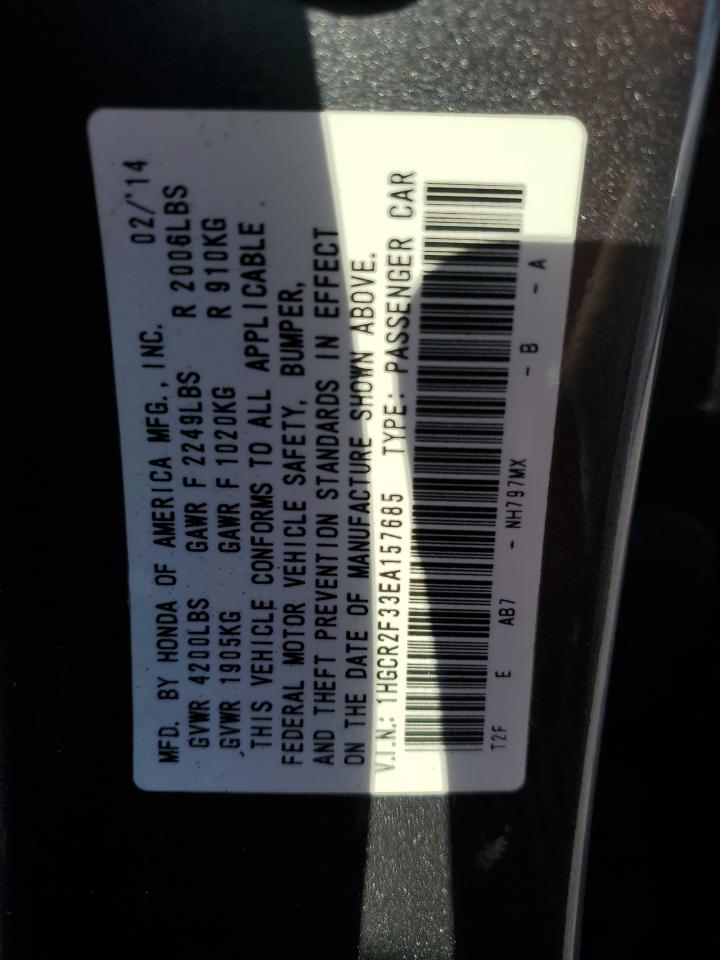 MFD. BY HONDA OF AMERICA MFG., INC. 02/'14
GVWR 4200LBS GAWR F 2249LBS R 2006LBS
GVWR 1905KG GAWR F 1020KG R 910KG
THIS VEHICLE CONFORMS TO ALL APPLICABLE
FEDERAL MOTOR VEHICLE SAFETY, BUMPER,
AND THEFT PREVENTION STANDARDS IN EFFECT
ON THE DATE OF MANUFACTURE SHOWN ABOVE.
V.I.N.: 1HGCR2F33EA157685 TYPE: PASSENGER CAR
T2F E AB7 - NH797MX - B - A